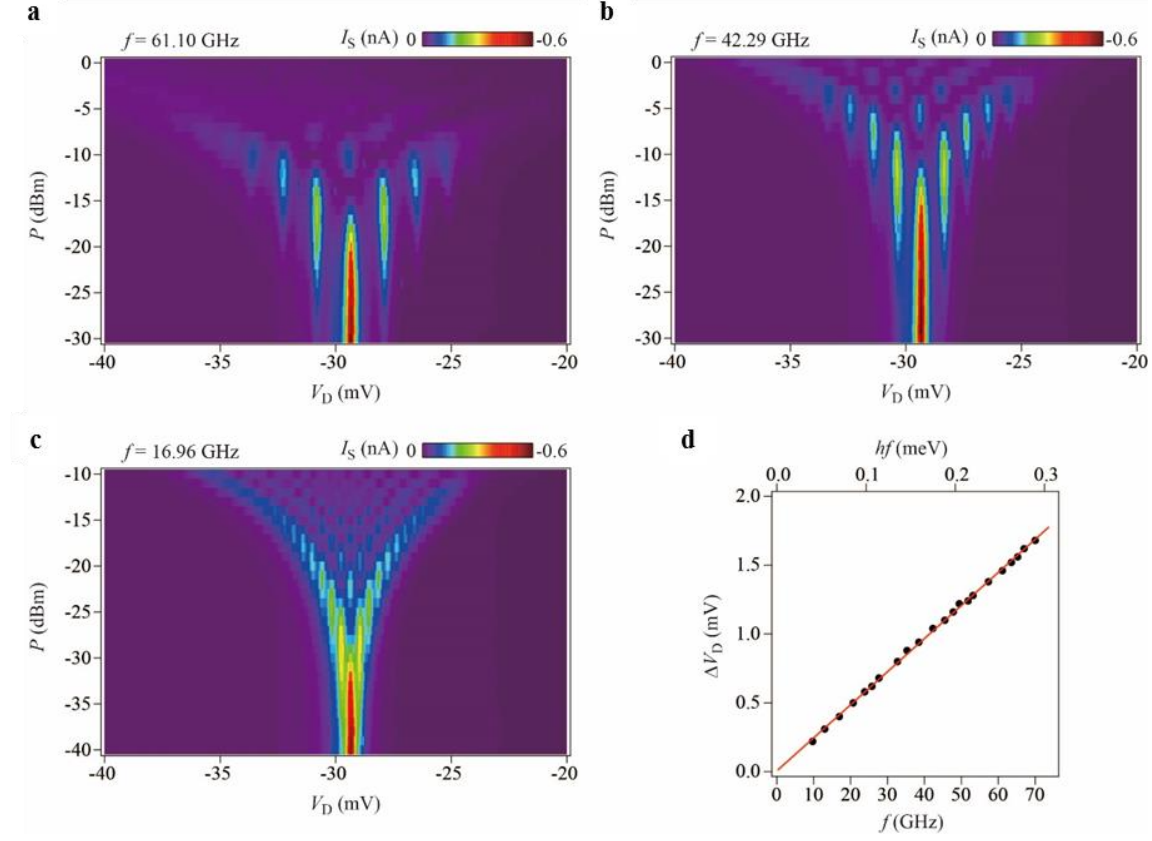 a
f = 61.10 GHz
I_S (nA) 0 -0.6
0
-5
-10
-15
-20
-25
-30
P (dBm)
-40 -35 -30 -25 -20
V_D (mV)
b
f = 42.29 GHz
I_S (nA) 0 -0.6
0
-5
-10
-15
-20
-25
-30
P (dBm)
-40 -35 -30 -25 -20
V_D (mV)
c
f = 16.96 GHz
I_S (nA) 0 -0.6
-10
-15
-20
-25
-30
-35
-40
P (dBm)
-40 -35 -30 -25 -20
V_D (mV)
d
hf (meV)
0.0 0.1 0.2 0.3
2.0
1.5
1.0
0.5
0.0
ΔV_D (mV)
0 10 20 30 40 50 60 70
f (GHz)